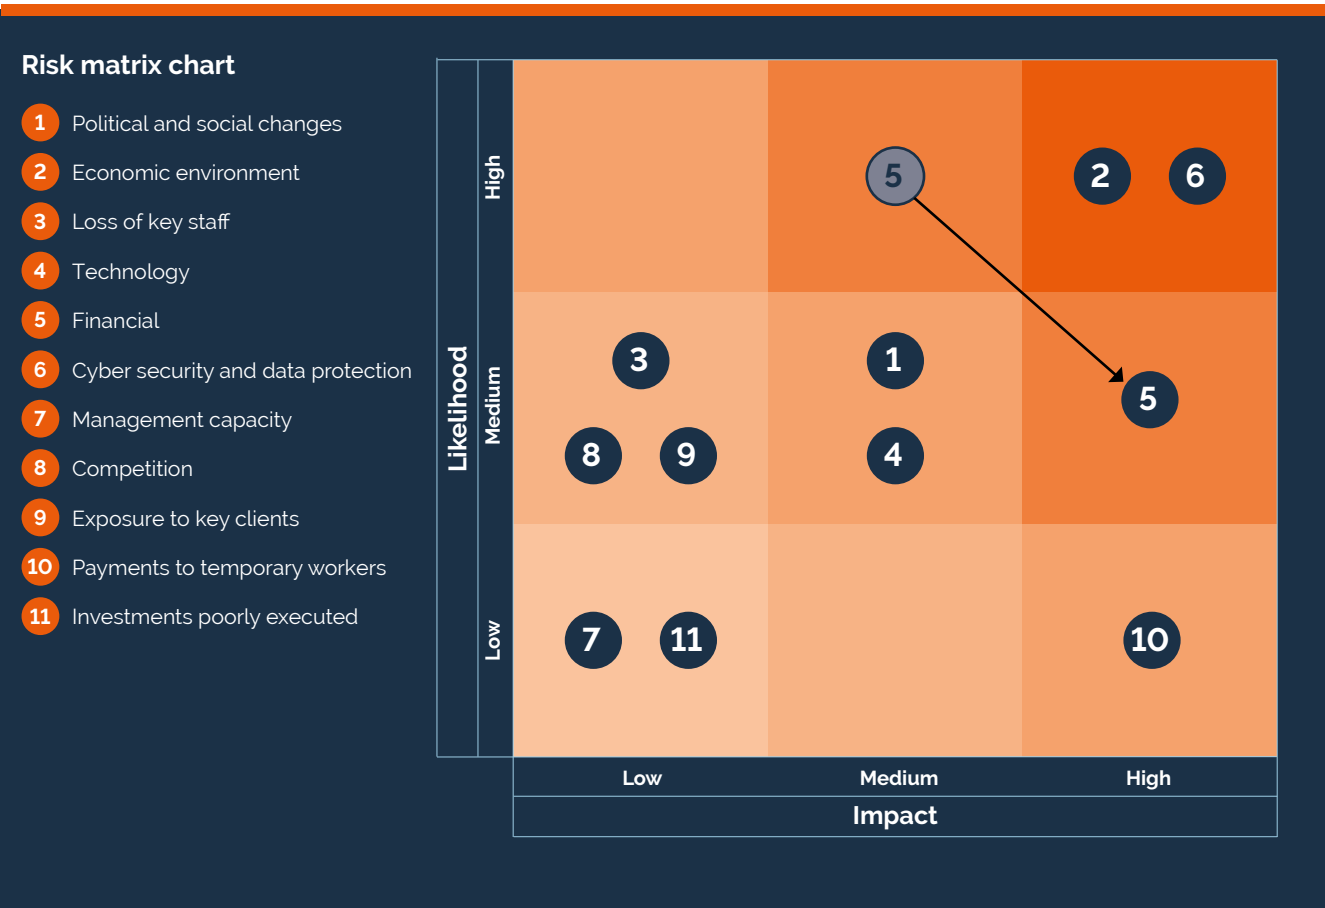 Risk matrix chart
1 Political and social changes
2 Economic environment
3 Loss of key staff
4 Technology
5 Financial
6 Cyber security and data protection
7 Management capacity
8 Competition
9 Exposure to key clients
10 Payments to temporary workers
11 Investments poorly executed
Likelihood
High
5
2 6
Medium
3
1
5
8 9
4
Low
7 11
10
Low Medium High
Impact